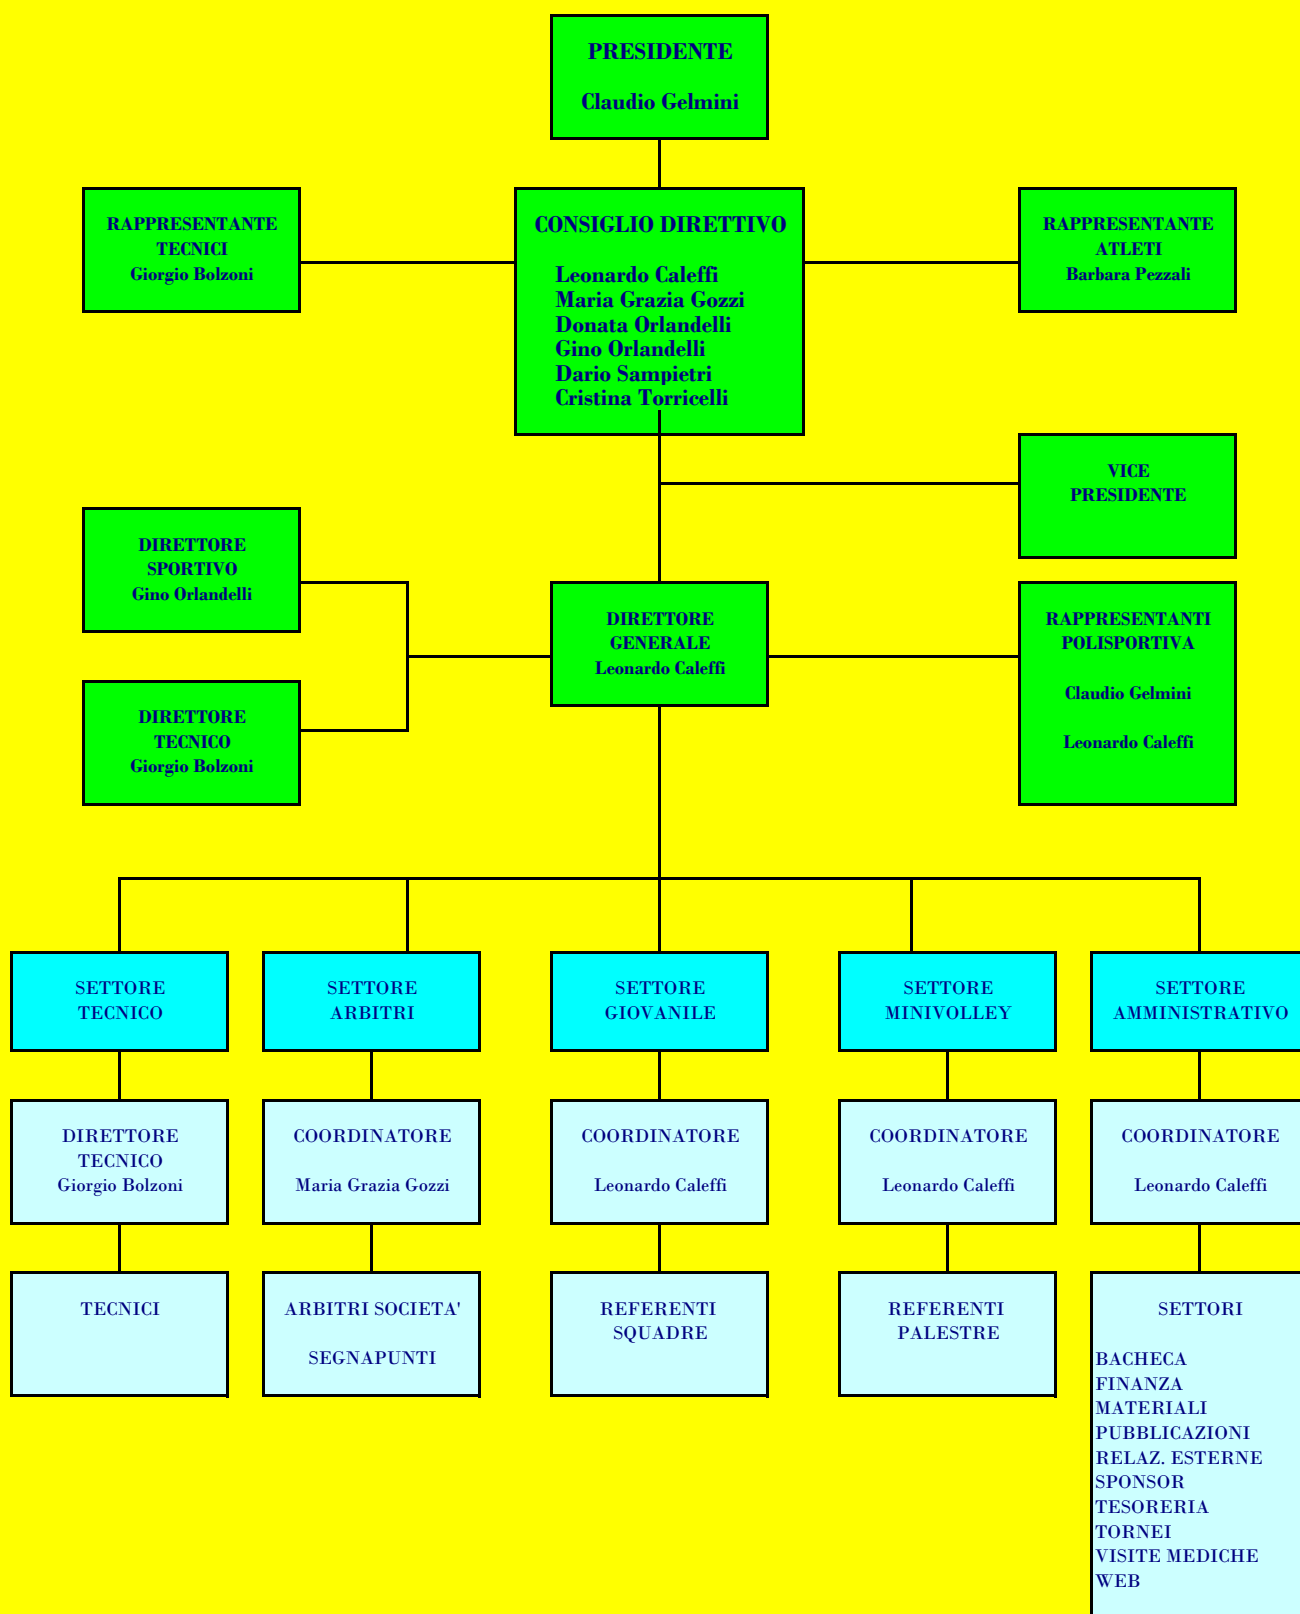 PRESIDENTE
Claudio Gelmini
RAPPRESENTANTE
TECNICI
Giorgio Bolzoni
CONSIGLIO DIRETTIVO
Leonardo Caleffi
Maria Grazia Gozzi
Donata Orlandelli
Gino Orlandelli
Dario Sampietri
Cristina Torricelli
RAPPRESENTANTE
ATLETI
Barbara Pezzali
VICE
PRESIDENTE
DIRETTORE
SPORTIVO
Gino Orlandelli
DIRETTORE
TECNICO
Giorgio Bolzoni
DIRETTORE
GENERALE
Leonardo Caleffi
RAPPRESENTANTI
POLISPORTIVA
Claudio Gelmini
Leonardo Caleffi
SETTORE
TECNICO
SETTORE
ARBITRI
SETTORE
GIOVANILE
SETTORE
MINIVOLLEY
SETTORE
AMMINISTRATIVO
DIRETTORE
TECNICO
Giorgio Bolzoni
COORDINATORE
Maria Grazia Gozzi
COORDINATORE
Leonardo Caleffi
COORDINATORE
Leonardo Caleffi
COORDINATORE
Leonardo Caleffi
TECNICI
ARBITRI SOCIETA'
SEGNAPUNTI
REFERENTI
SQUADRE
REFERENTI
PALESTRE
SETTORI
BACHECA
FINANZA
MATERIALI
PUBBLICAZIONI
RELAZ. ESTERNE
SPONSOR
TESORERIA
TORNEI
VISITE MEDICHE
WEB